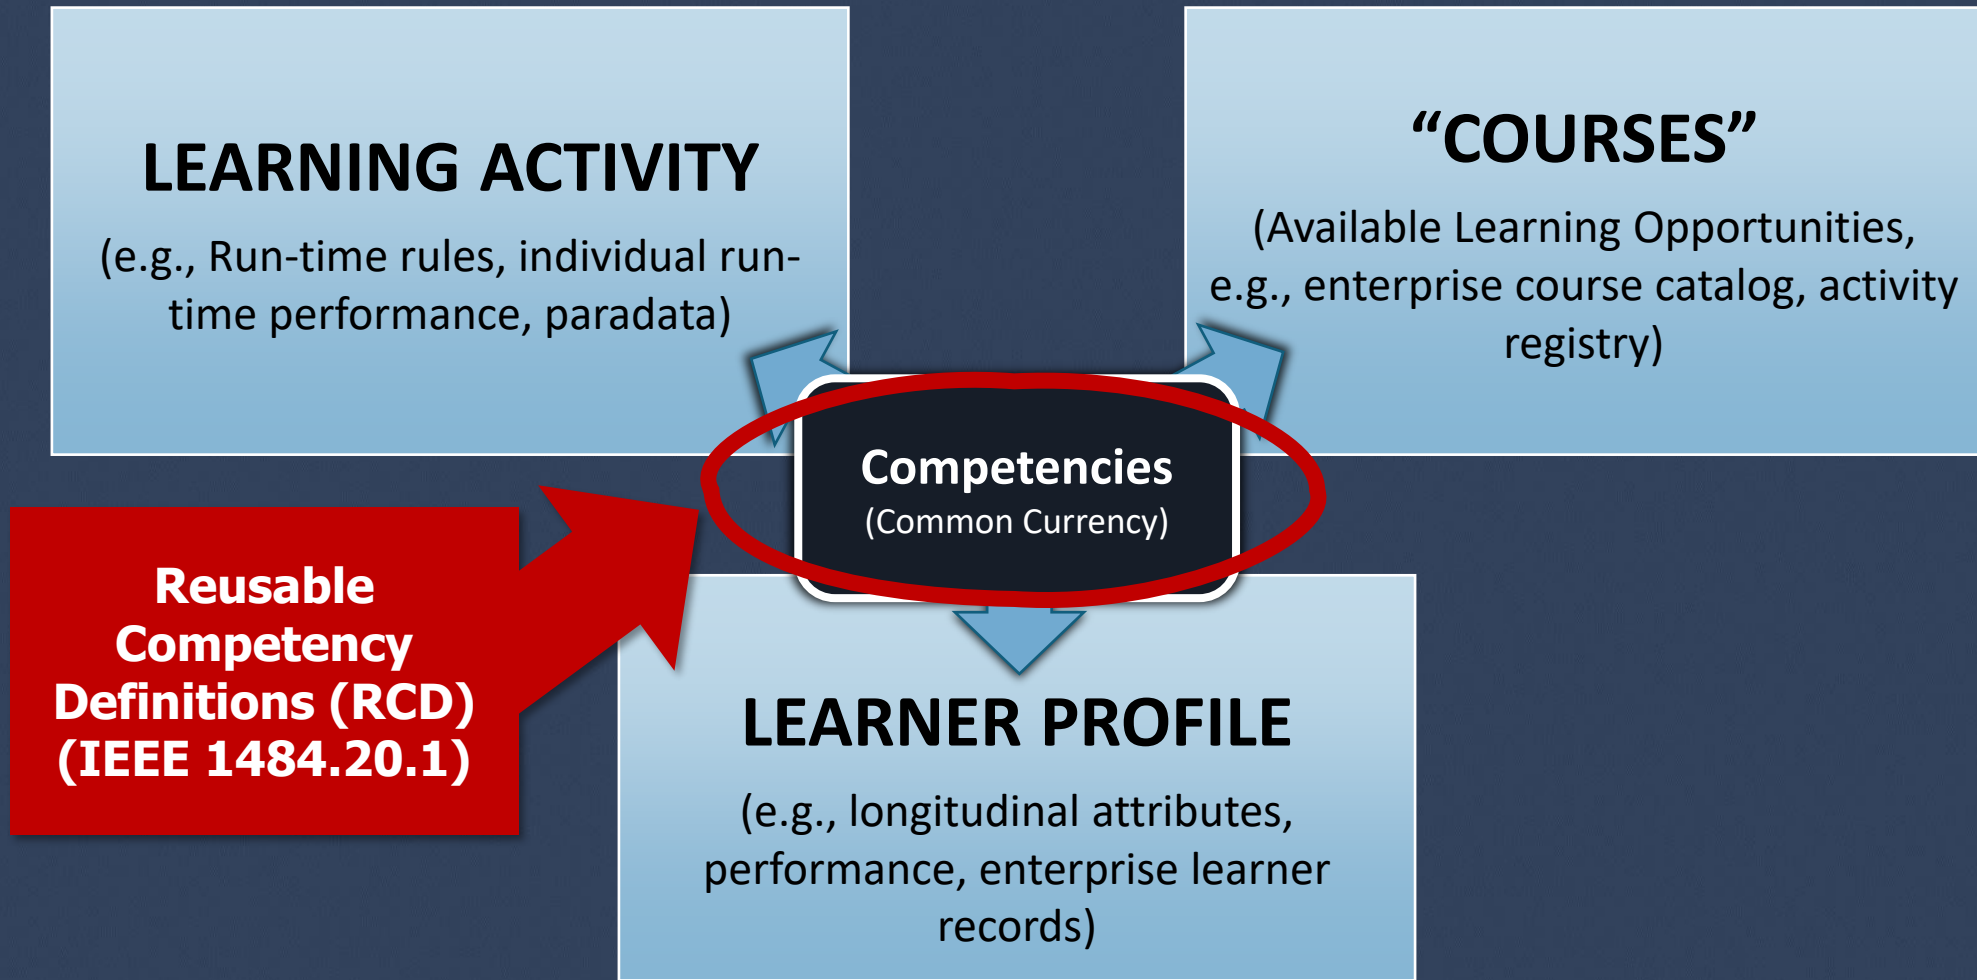 LEARNING ACTIVITY
(e.g., Run-time rules, individual run-
time performance, paradata)
“COURSES”
(Available Learning Opportunities,
e.g., enterprise course catalog, activity
registry)
Competencies
(Common Currency)
Reusable
Competency
Definitions (RCD)
(IEEE 1484.20.1)
LEARNER PROFILE
(e.g., longitudinal attributes,
performance, enterprise learner
records)